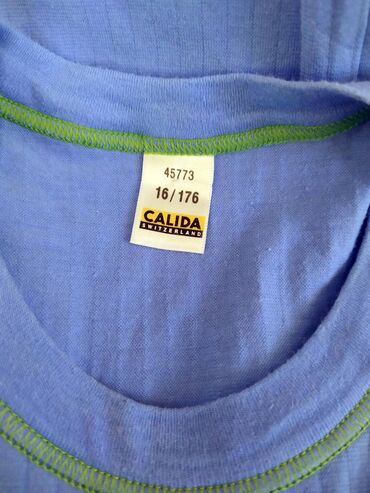 45773
16/176
CALIDA
SWITZERLAND